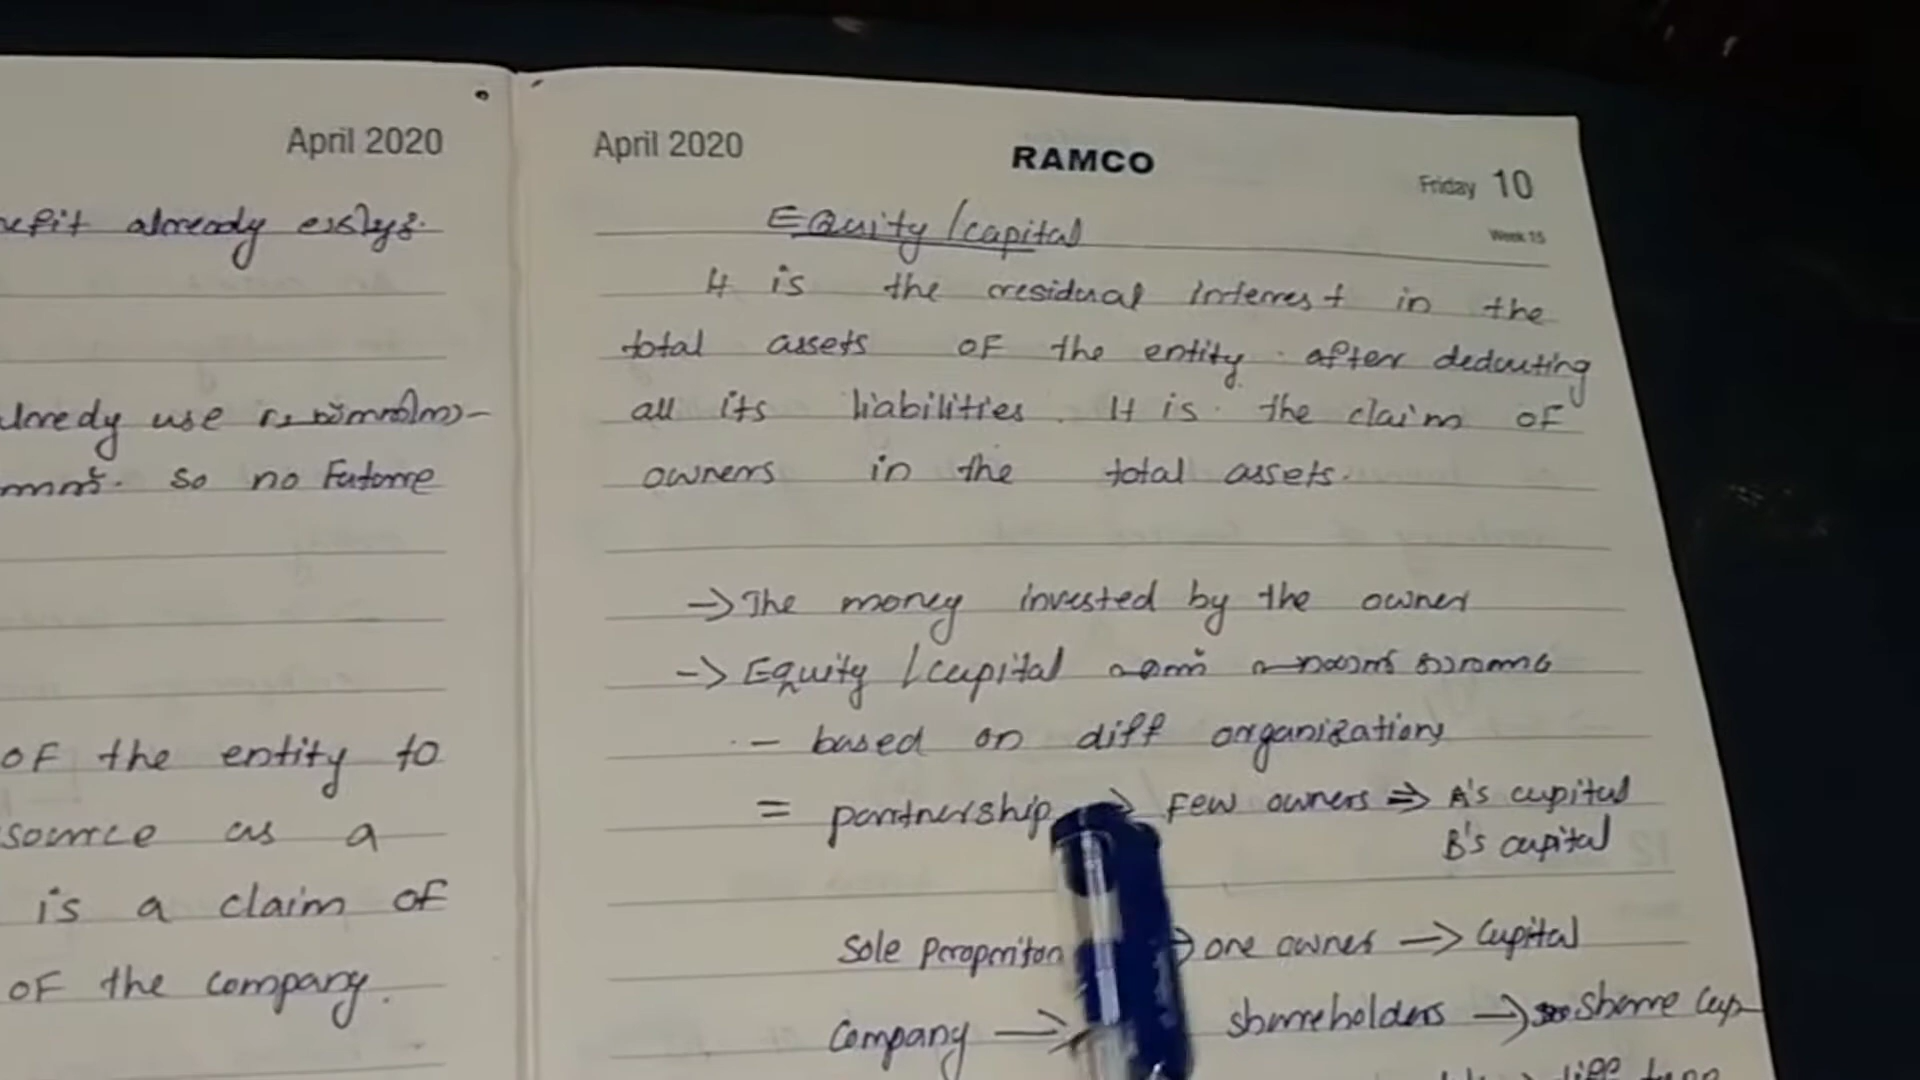 April 2020
already
use
so no Future
of the entity to
source as a
is a claim of
of the company.
April 2020
RAMCO
Friday 10
Week 15
Equity/capital
It is the residual interest in the
total assets of the entity after deducting
all its liabilities. It is the claim of
owners in the total assets.
→ The money invested by the owner
→ Equity/capital
- based on diff organizations
= partnership → Few owners ⇒ A's capital
B's capital
Sole → one owner → Capital
Company → shareholders → Share Cap